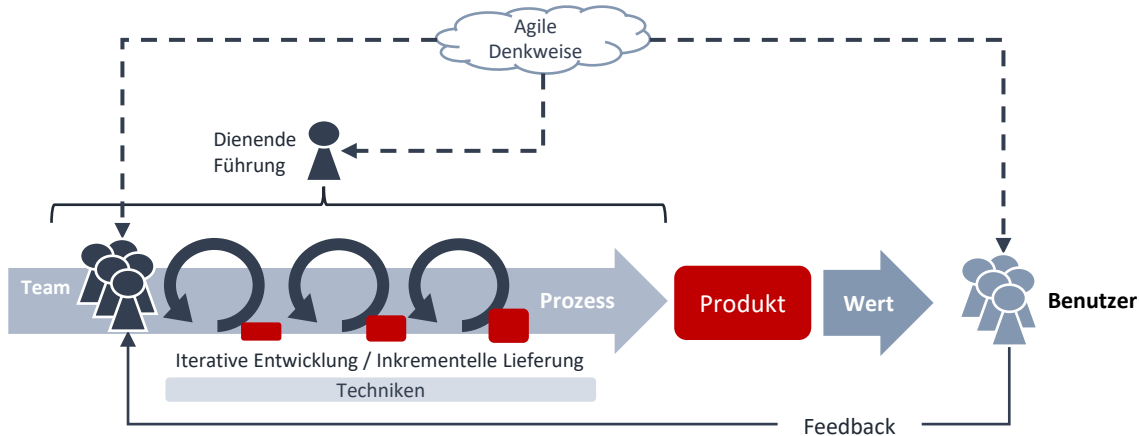 Agile
Denkweise
Dienende
Führung
Team
Prozess
Produkt
Wert
Benutzer
Iterative Entwicklung / Inkrementelle Lieferung
Techniken
Feedback